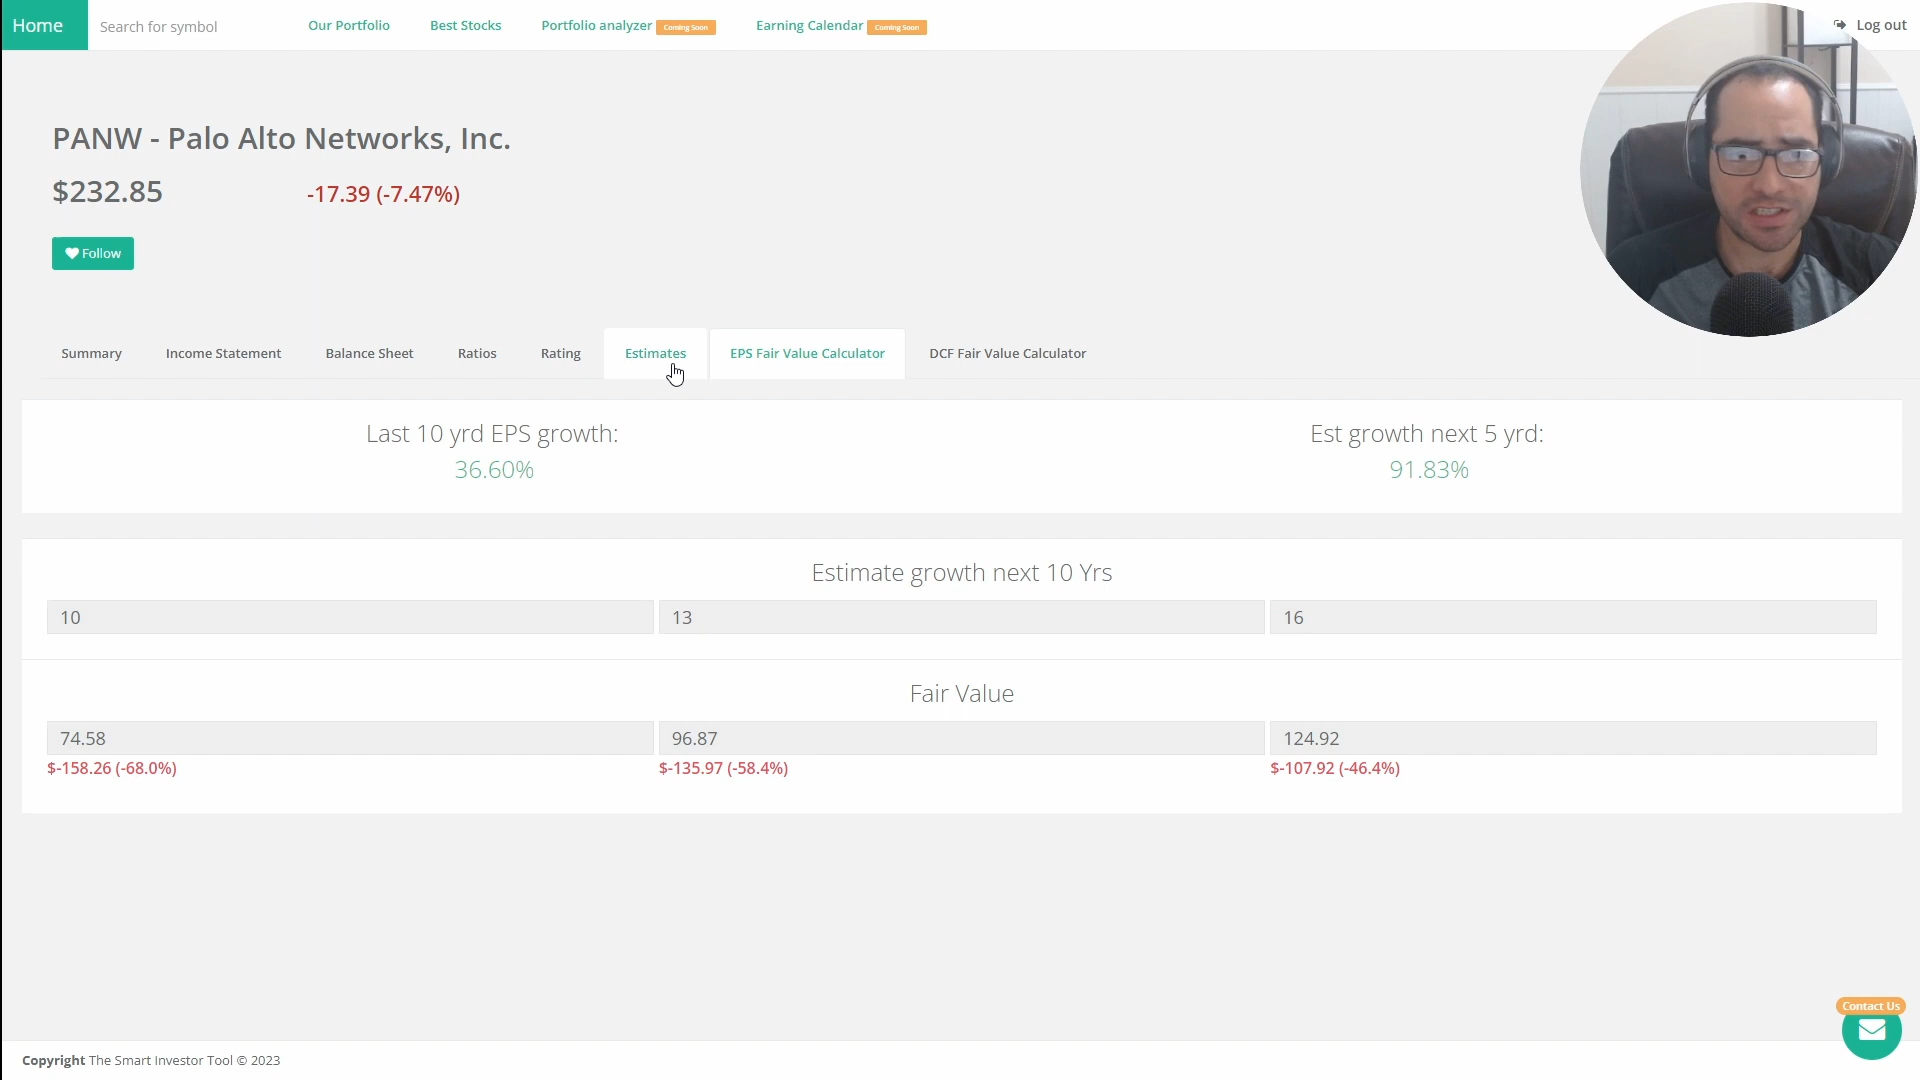 Home
Search for symbol
Our Portfolio
Best Stocks
Portfolio analyzer Coming Soon
Earning Calendar Coming Soon
Log out
PANW - Palo Alto Networks, Inc.
$232.85
-17.39 (-7.47%)
Follow
Summary
Income Statement
Balance Sheet
Ratios
Rating
Estimates
EPS Fair Value Calculator
DCF Fair Value Calculator
Last 10 yrd EPS growth:
36.60%
Est growth next 5 yrd:
91.83%
Estimate growth next 10 Yrs
10
13
16
Fair Value
74.58
96.87
124.92
$-158.26 (-68.0%)
$-135.97 (-58.4%)
$-107.92 (-46.4%)
Contact Us
Copyright The Smart Investor Tool © 2023